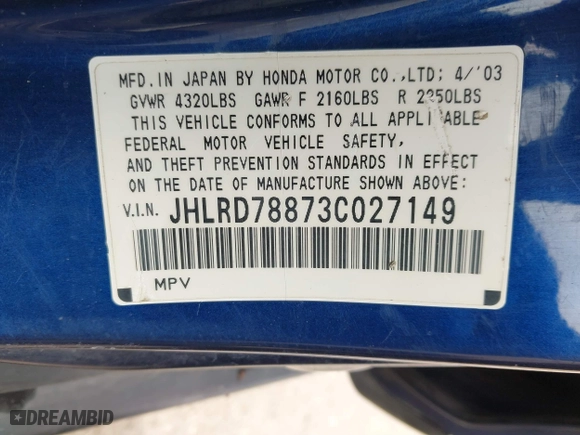 MFD. IN JAPAN BY HONDA MOTOR CO.,LTD; 4/'03
GVWR 4320LBS GAWR F 2160LBS R 2250LBS
THIS VEHICLE CONFORMS TO ALL APPLICABLE
FEDERAL MOTOR VEHICLE SAFETY,
AND THEFT PREVENTION STANDARDS IN EFFECT
ON THE DATE OF MANUFACTURE SHOWN ABOVE:
V.I.N. JHLRD78873C027149
MPV
DREAMBID